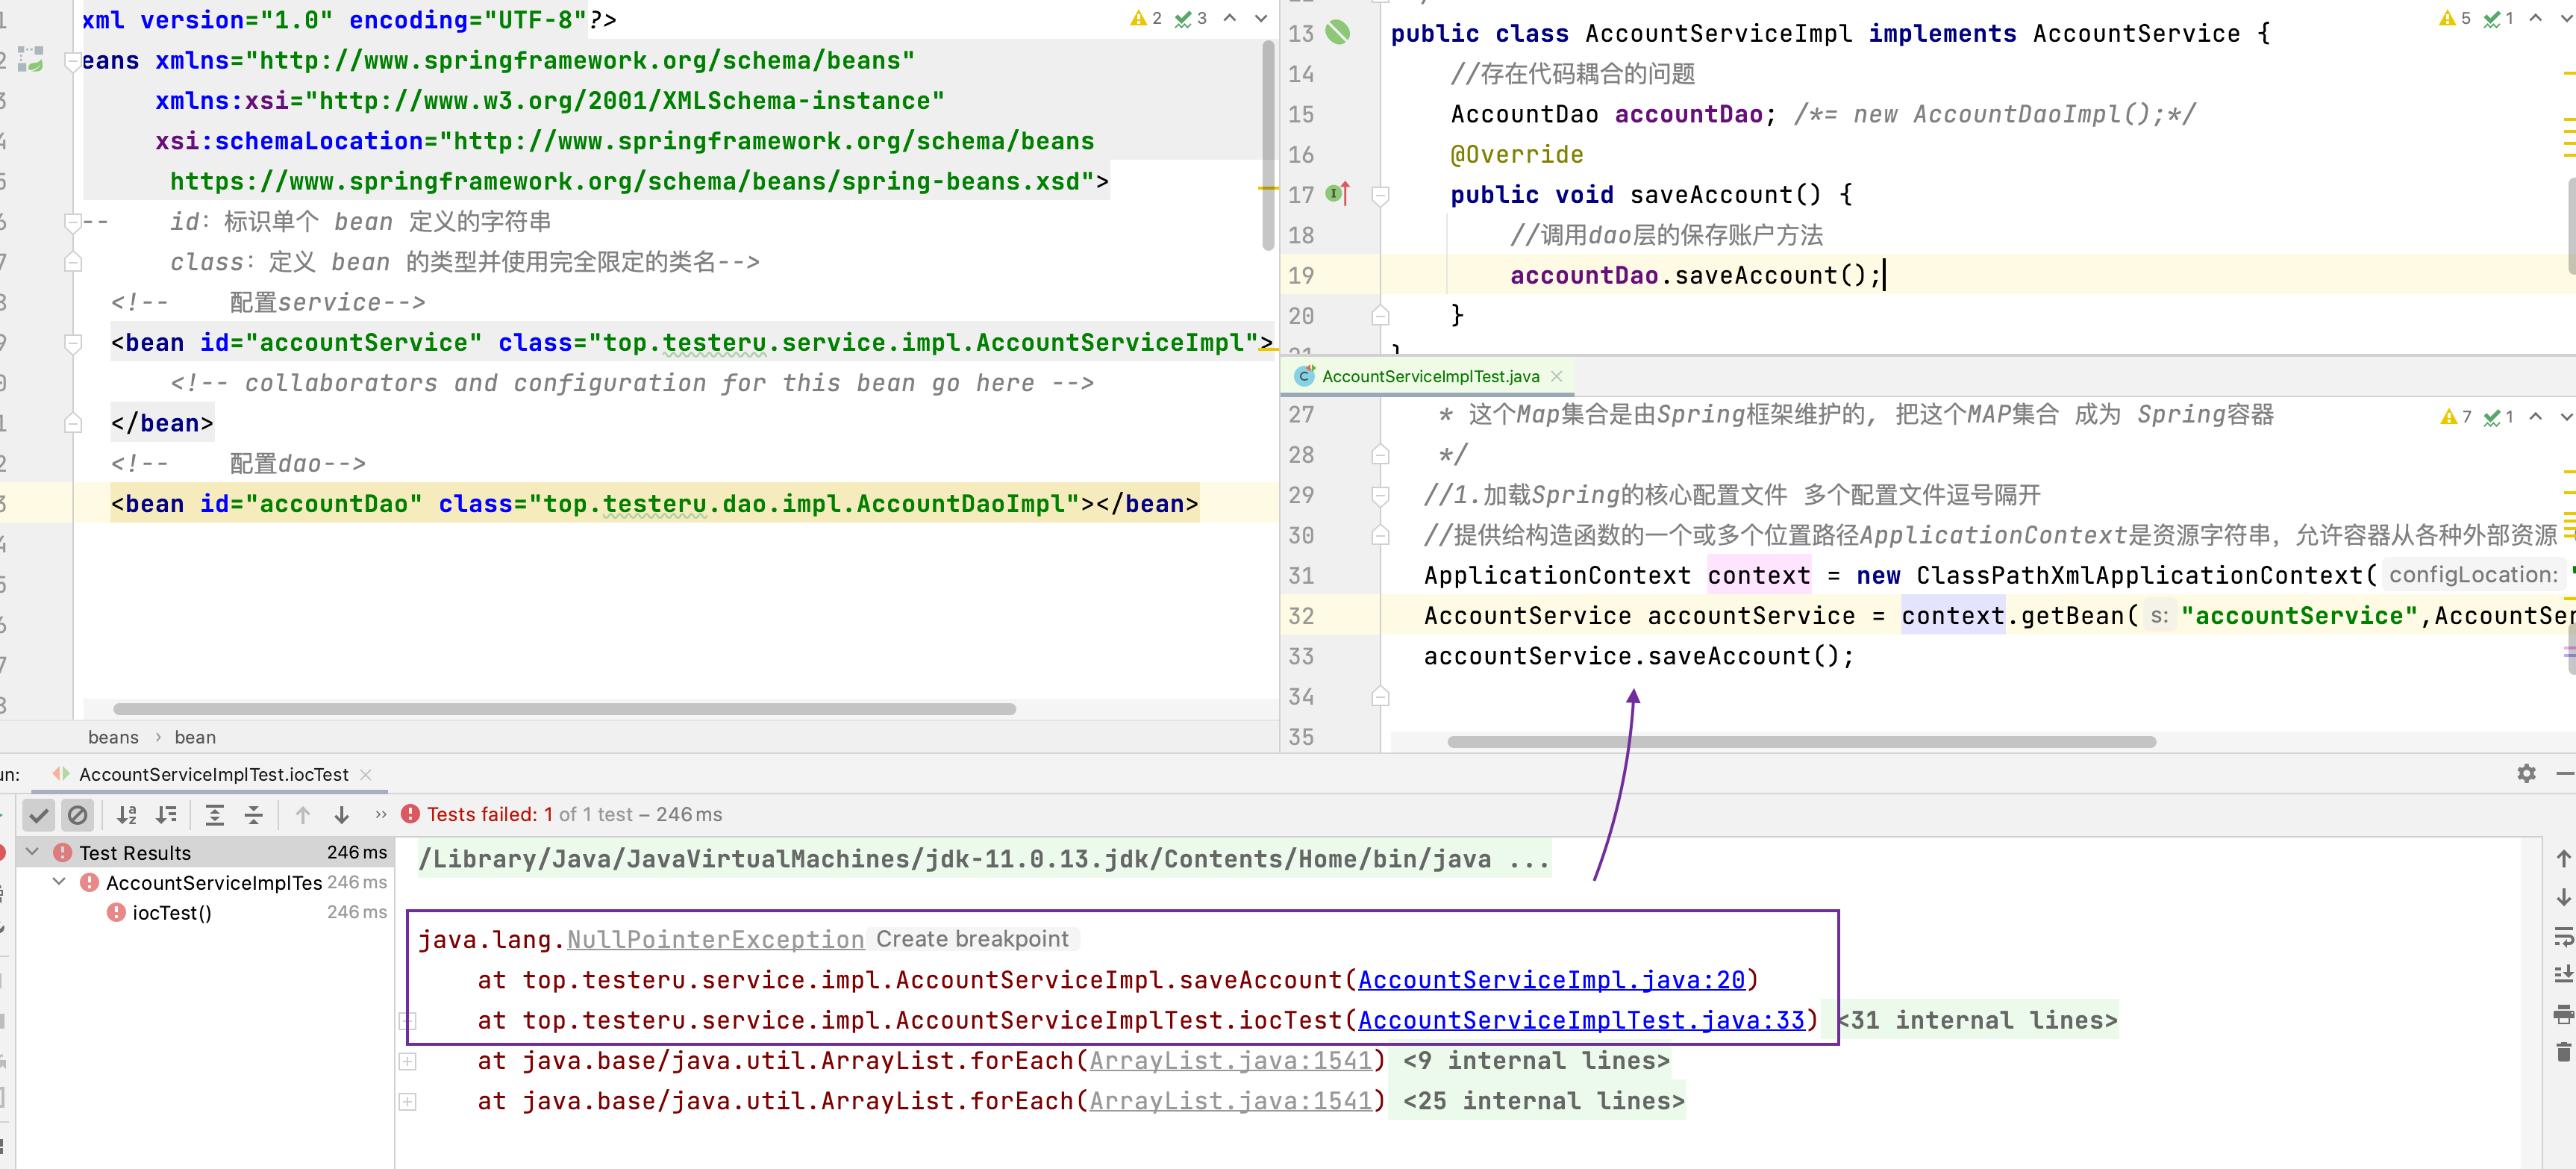 xml version="1.0" encoding="UTF-8"?>
eans xmlns="http://www.springframework.org/schema/beans"
xmlns:xsi="http://www.w3.org/2001/XMLSchema-instance"
xsi:schemaLocation="http://www.springframework.org/schema/beans
https://www.springframework.org/schema/beans/spring-beans.xsd">
-- id：标识单个 bean 定义的字符串
class：定义 bean 的类型并使用完全限定的类名-->
<!-- 配置service-->
<bean id="accountService" class="top.testeru.service.impl.AccountServiceImpl">
<!-- collaborators and configuration for this bean go here -->
</bean>
<!-- 配置dao-->
<bean id="accountDao" class="top.testeru.dao.impl.AccountDaoImpl"></bean>
2 3
beans › bean
5 1
13 public class AccountServiceImpl implements AccountService {
14 //存在代码耦合的问题
15 AccountDao accountDao; /*= new AccountDaoImpl();*/
16 @Override
17 public void saveAccount() {
18 //调用dao层的保存账户方法
19 accountDao.saveAccount();
20 }
AccountServiceImplTest.java
7 1
27 * 这个Map集合是由Spring框架维护的, 把这个MAP集合 成为 Spring容器
28 */
29 //1.加载Spring的核心配置文件 多个配置文件逗号隔开
30 //提供给构造函数的一个或多个位置路径ApplicationContext是资源字符串，允许容器从各种外部资源
31 ApplicationContext context = new ClassPathXmlApplicationContext( configLocation: "
32 AccountService accountService = context.getBean( s: "accountService",AccountSer
33 accountService.saveAccount();
34
35
un: AccountServiceImplTest.iocTest
Tests failed: 1 of 1 test – 246 ms
Test Results 246 ms
AccountServiceImplTes 246 ms
iocTest() 246 ms
/Library/Java/JavaVirtualMachines/jdk-11.0.13.jdk/Contents/Home/bin/java ...
java.lang.NullPointerException Create breakpoint
at top.testeru.service.impl.AccountServiceImpl.saveAccount(AccountServiceImpl.java:20)
at top.testeru.service.impl.AccountServiceImplTest.iocTest(AccountServiceImplTest.java:33) <31 internal lines>
at java.base/java.util.ArrayList.forEach(ArrayList.java:1541) <9 internal lines>
at java.base/java.util.ArrayList.forEach(ArrayList.java:1541) <25 internal lines>